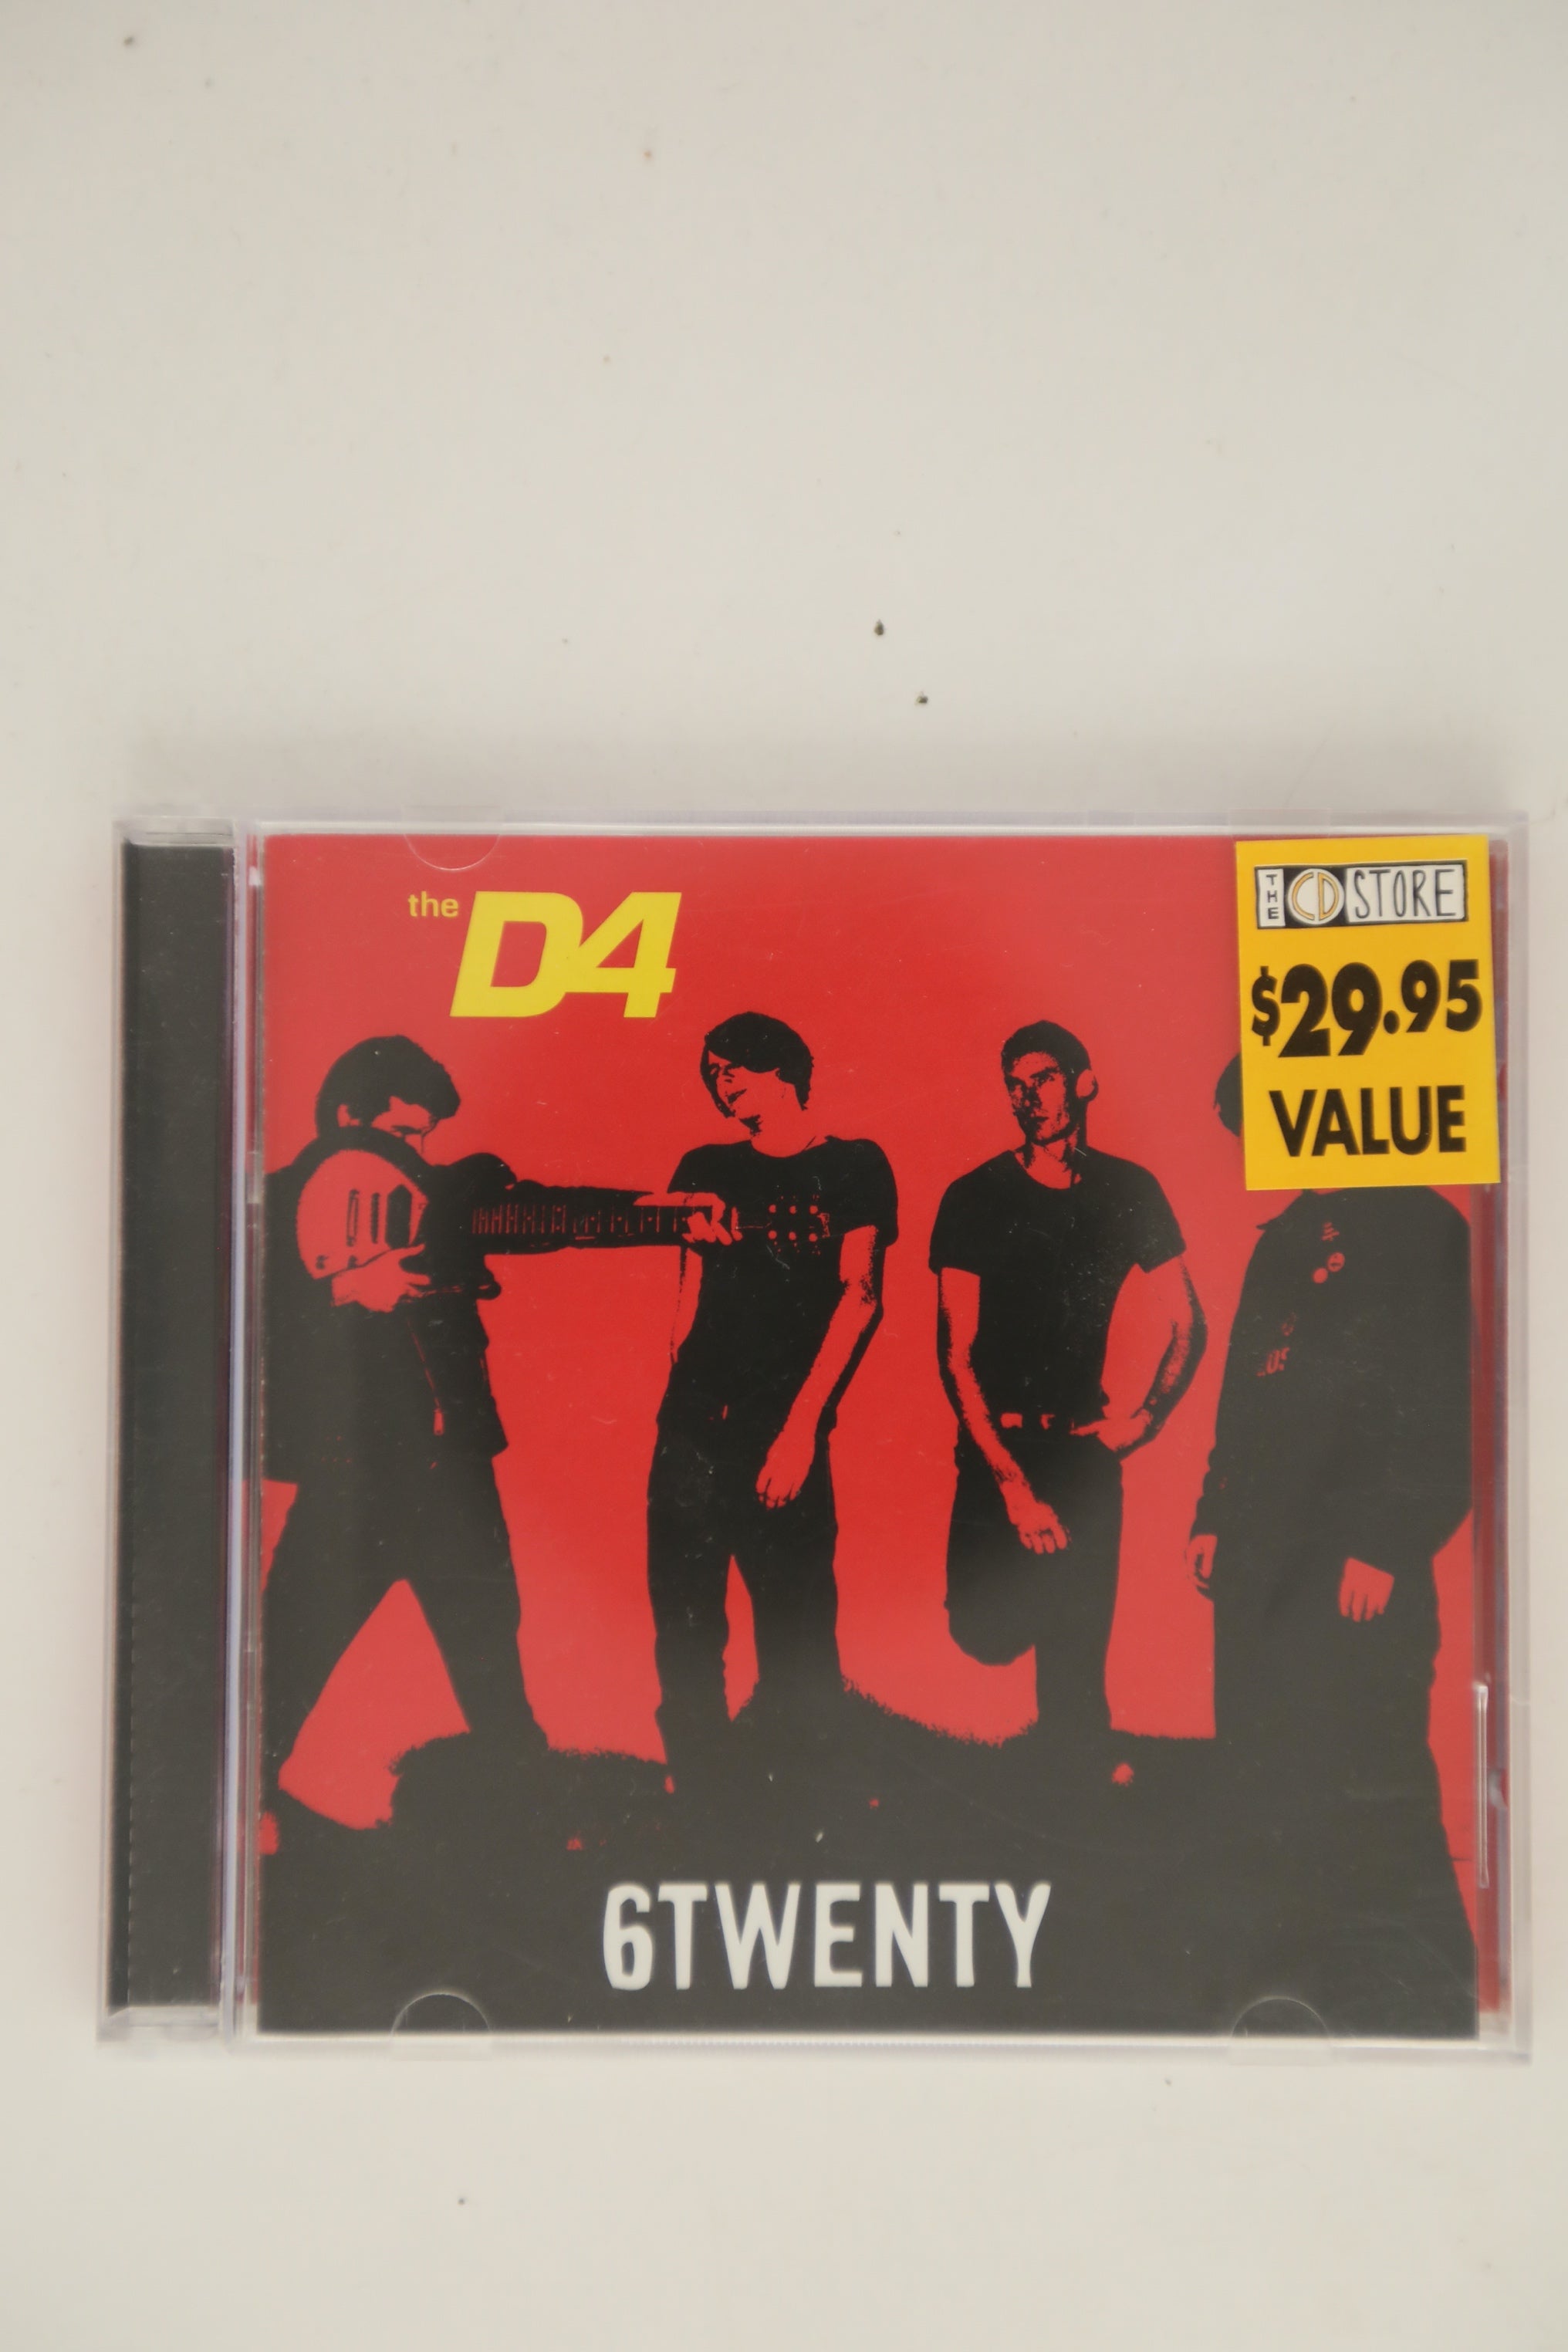 the D4
THE CD STORE
$29.95
VALUE
6TWENTY